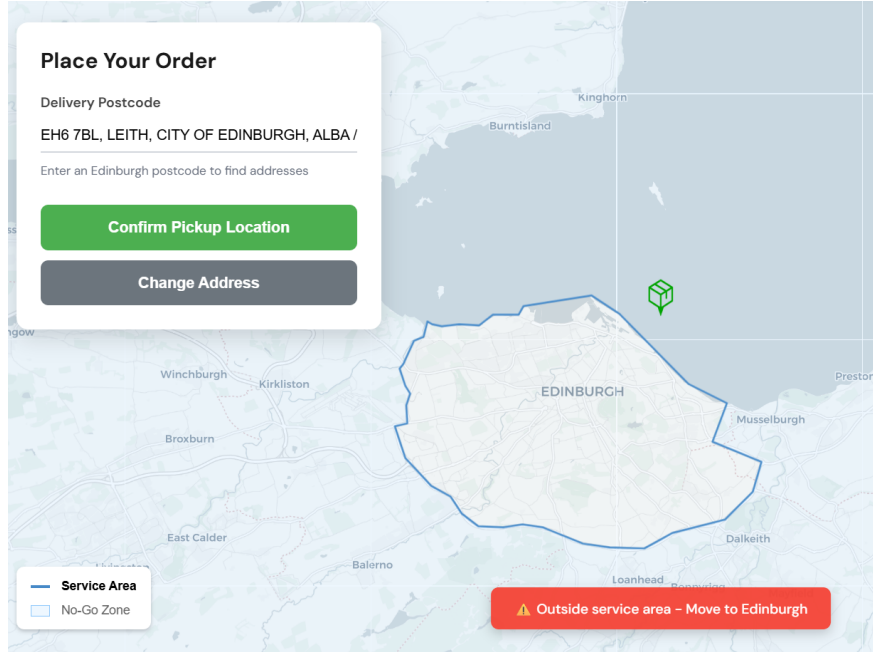 Place Your Order
Delivery Postcode
EH6 7BL, LEITH, CITY OF EDINBURGH, ALBA /
Enter an Edinburgh postcode to find addresses
Confirm Pickup Location
Change Address
Kinghorn
Burntisland
Winchburgh
Kirkliston
EDINBURGH
Preston
Musselburgh
Broxburn
East Calder
Balerno
Dalkeith
Loanhead
Service Area
No-Go Zone
⚠ Outside service area – Move to Edinburgh